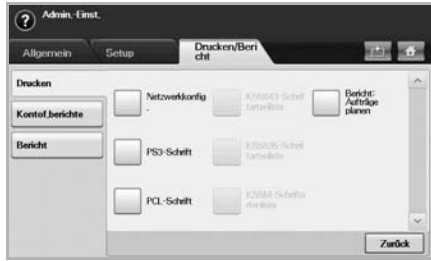 ?
Admin.-Einst.
Allgemein
Setup
Drucken/Beri
cht
Drucken
Kontof.berichte
Bericht
Netzwerkkonfig
.
Bericht:
Aufträge
planen
PS3-Schrift
PCL-Schrift
Zurück